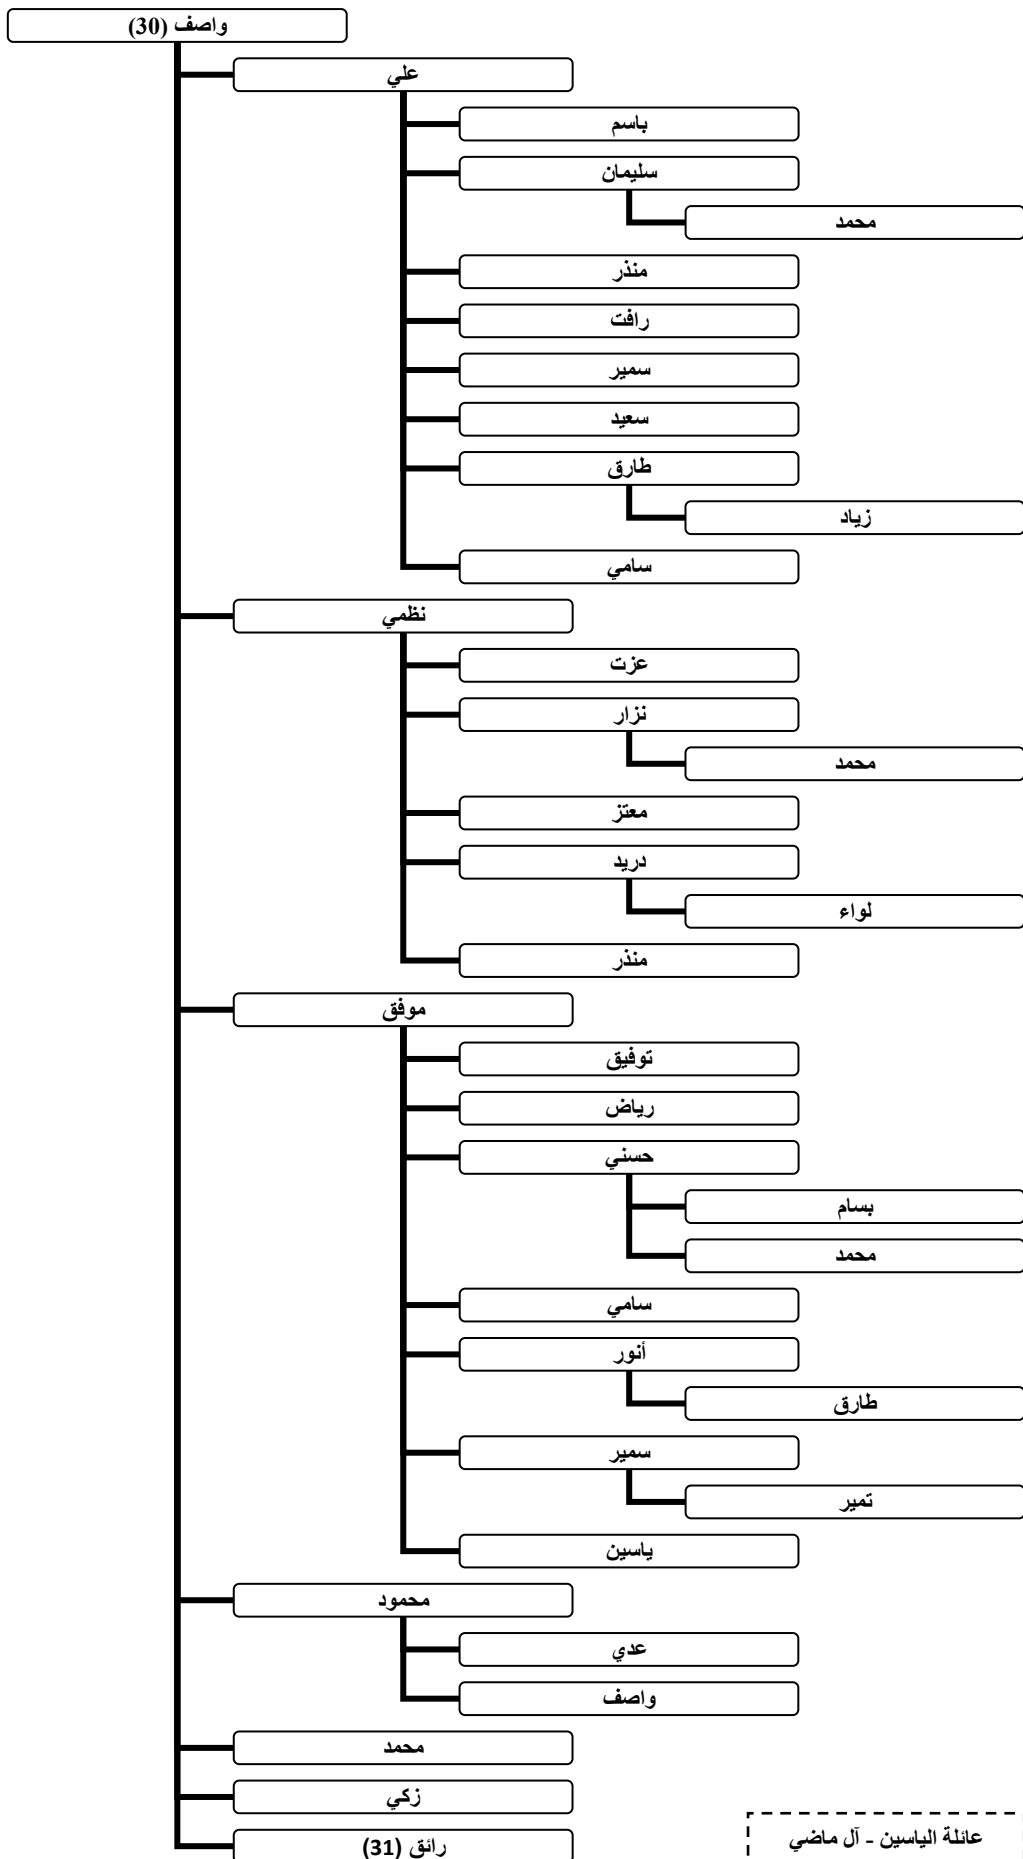 واصف (30)
علي
باسم
سليمان
محمد
منذر
رافت
سمير
سعيد
طارق
زياد
سامي
نظمي
عزت
نزار
محمد
معتز
دريد
لواء
منذر
موفق
توفيق
رياض
حسني
بسام
محمد
سامي
أنور
طارق
سمير
تمير
ياسين
محمود
عدي
واصف
محمد
زكي
رائق (31)
عائلة الياسين - آل ماضي